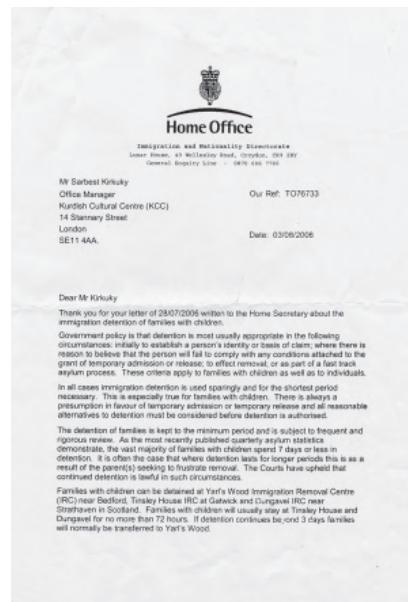 Home Office
Immigration and Nationality Directorate
Lunar House, 40 Wellesley Road, Croydon, CR9 2BY
General Enquiry Line - 0870 606 7766
Mr Sarbest Kirkuky
Office Manager
Our Ref: TO76733
Kurdish Cultural Centre (KCC)
14 Stannary Street
London
Date: 03/08/2006
SE11 4AA.
Dear Mr Kirkuky
Thank you for your letter of 28/07/2006 written to the Home Secretary about the
immigration detention of families with children.
Government policy is that detention is most usually appropriate in the following
circumstances: initially to establish a person's identity or basis of claim; where there is
reason to believe that the person will fail to comply with any conditions attached to the
grant of temporary admission or release; to effect removal; or as part of a fast track
asylum process. These criteria apply to families with children as well as to individuals.
In all cases immigration detention is used sparingly and for the shortest period
necessary. This is especially true for families with children. There is always a
presumption in favour of temporary admission or temporary release and all reasonable
alternatives to detention must be considered before detention is authorised.
The detention of families is kept to the minimum period and is subject to frequent and
rigorous review. As the most recently published quarterly asylum statistics
demonstrate, the vast majority of families with children spend 7 days or less in
detention. It is often the case that where detention lasts for longer periods this is as a
result of the parent(s) seeking to frustrate removal. The Courts have upheld that
continued detention is lawful in such circumstances.
Families with children can be detained at Yarl's Wood Immigration Removal Centre
(IRC) near Bedford, Tinsley House IRC at Gatwick and Dungavel IRC near
Strathaven in Scotland. Families with children will usually stay at Tinsley House and
Dungavel for no more than 72 hours. If detention continues beyond 3 days families
will normally be transferred to Yarl's Wood.